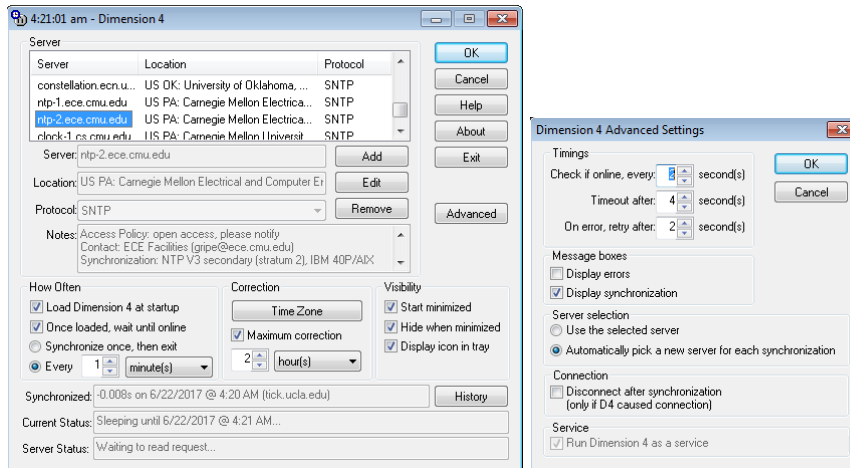 4:21:01 am - Dimension 4
Server
Server Location Protocol
constellation.ecn.u... US OK: University of Oklahoma, ... SNTP
ntp-1.ece.cmu.edu US PA: Carnegie Mellon Electrica... SNTP
ntp-2.ece.cmu.edu US PA: Carnegie Mellon Electrica... SNTP
clock-1.cs.cmu.edu US PA: Carnegie Mellon Universit... SNTP
Server: ntp-2.ece.cmu.edu
Location: US PA: Carnegie Mellon Electrical and Computer Er
Protocol: SNTP
Notes: Access Policy: open access, please notify
Contact: ECE Facilities (gripe@ece.cmu.edu)
Synchronization: NTP V3 secondary (stratum 2), IBM 40P/AIX
Add
Edit
Remove
OK
Cancel
Help
About
Exit
Advanced
How Often
Load Dimension 4 at startup
Once loaded, wait until online
Synchronize once, then exit
Every 1 minute(s)
Correction
Time Zone
Maximum correction
2 hour(s)
Visibility
Start minimized
Hide when minimized
Display icon in tray
Synchronized: -0.008s on 6/22/2017 @ 4:20 AM (tick.ucla.edu)
History
Current Status: Sleeping until 6/22/2017 @ 4:21 AM...
Server Status: Waiting to read request...
Dimension 4 Advanced Settings
Timings
Check if online, every: second(s)
Timeout after: 4 second(s)
On error, retry after: 2 second(s)
OK
Cancel
Message boxes
Display errors
Display synchronization
Server selection
Use the selected server
Automatically pick a new server for each synchronization
Connection
Disconnect after synchronization
(only if D4 caused connection)
Service
Run Dimension 4 as a service